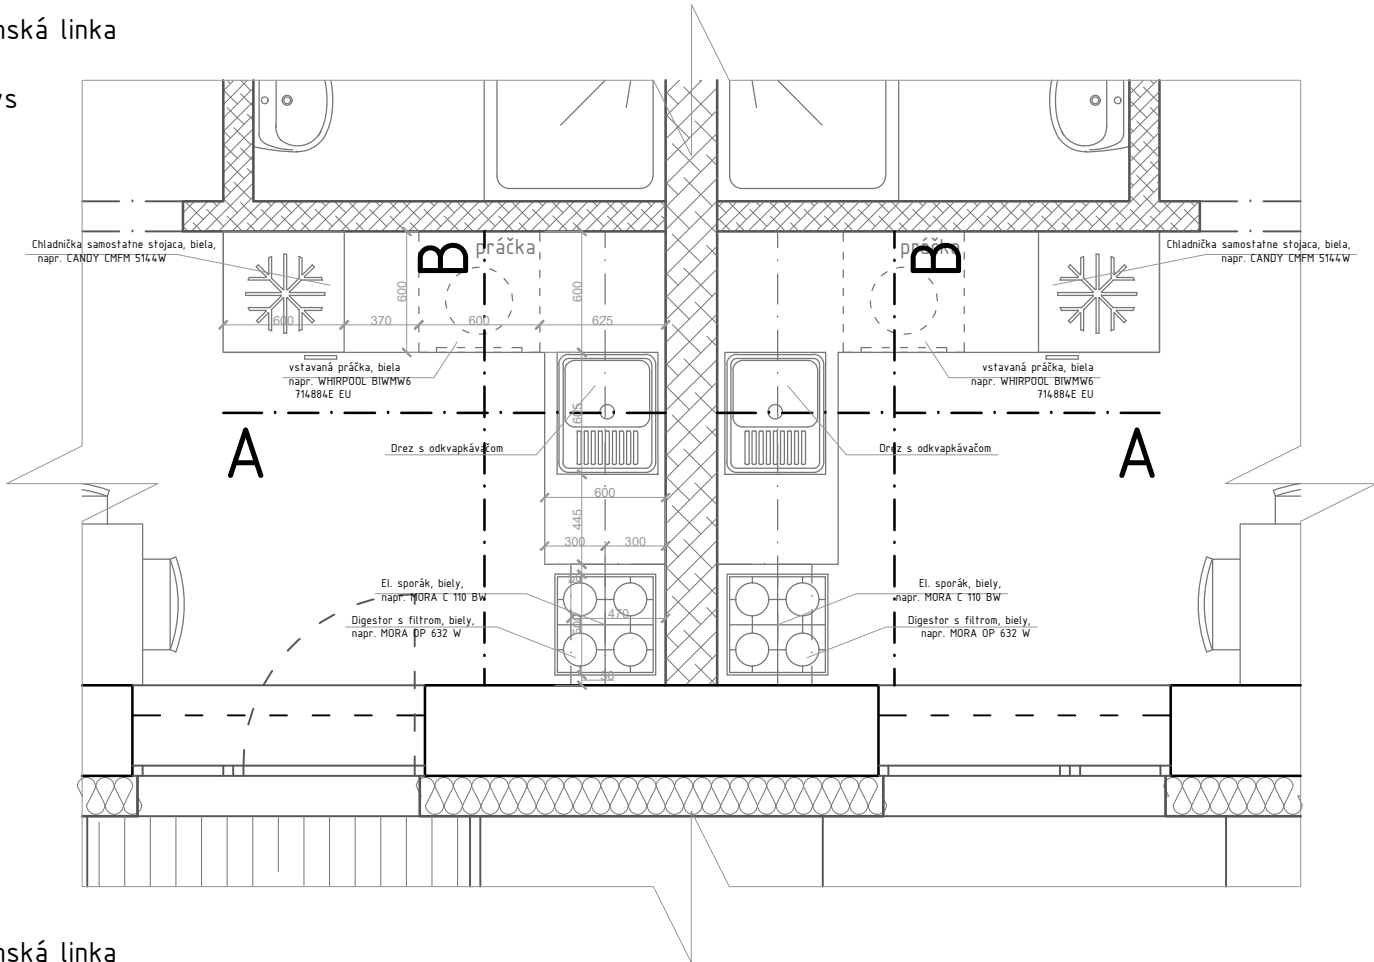 nská linka
ys
práčka
práčka
B
B
Chladnička samostatne stojaca, biela,
napr. CANDY CMFM 5144W
Chladnička samostatne stojaca, biela,
napr. CANDY CMFM 5144W
600
600
600
370
600
625
vstavaná práčka, biela
napr. WHIRPOOL BIWMW6
714884E EU
vstavaná práčka, biela
napr. WHIRPOOL BIWMW6
714884E EU
605
A
A
Drez s odkvapkávačom
Drez s odkvapkávačom
600
445
300
300
El. sporák, biely,
napr. MORA C 110 BW
El. sporák, biely,
napr. MORA C 110 BW
470
500
Digestor s filtrom, biely,
napr. MORA OP 632 W
Digestor s filtrom, biely,
napr. MORA OP 632 W
50
nská linka